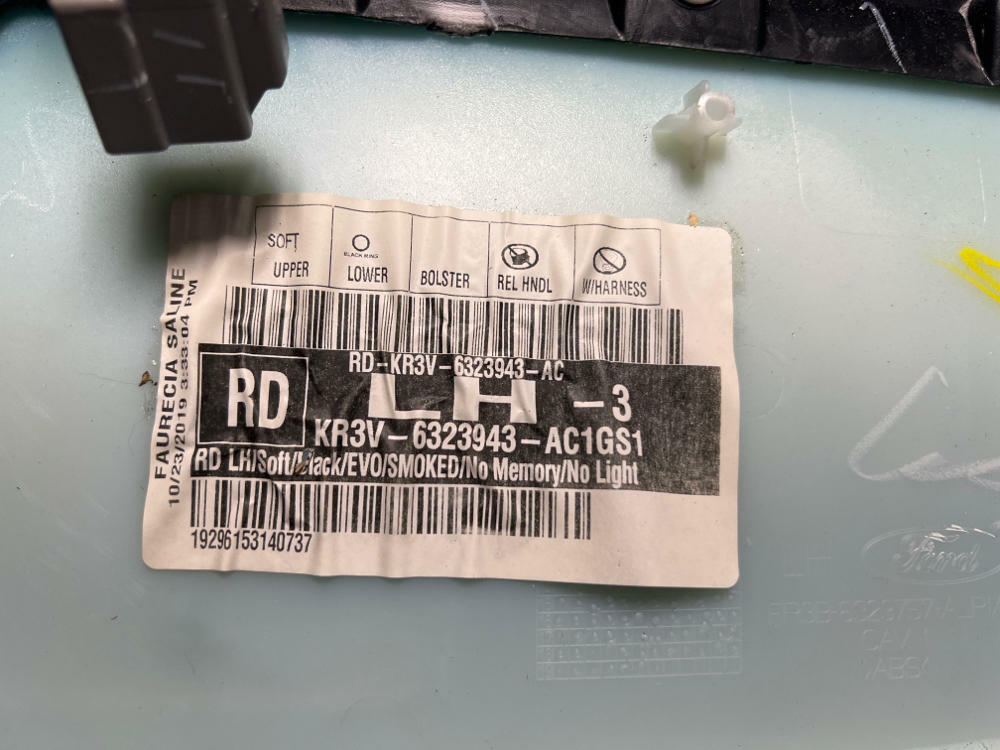 SOFT
UPPER
BLACK RING
LOWER
BOLSTER
REL HNDL
W/HARNESS
FAURECIA SALINE
10/23/2019 3:33:04 PM
RD-KR3V-6323943-AC
RD
LH -3
KR3V-6323943-AC1GS1
RD LH/Soft/Black/EVO/SMOKED/No Memory/No Light
19296153140737
LH
Ford